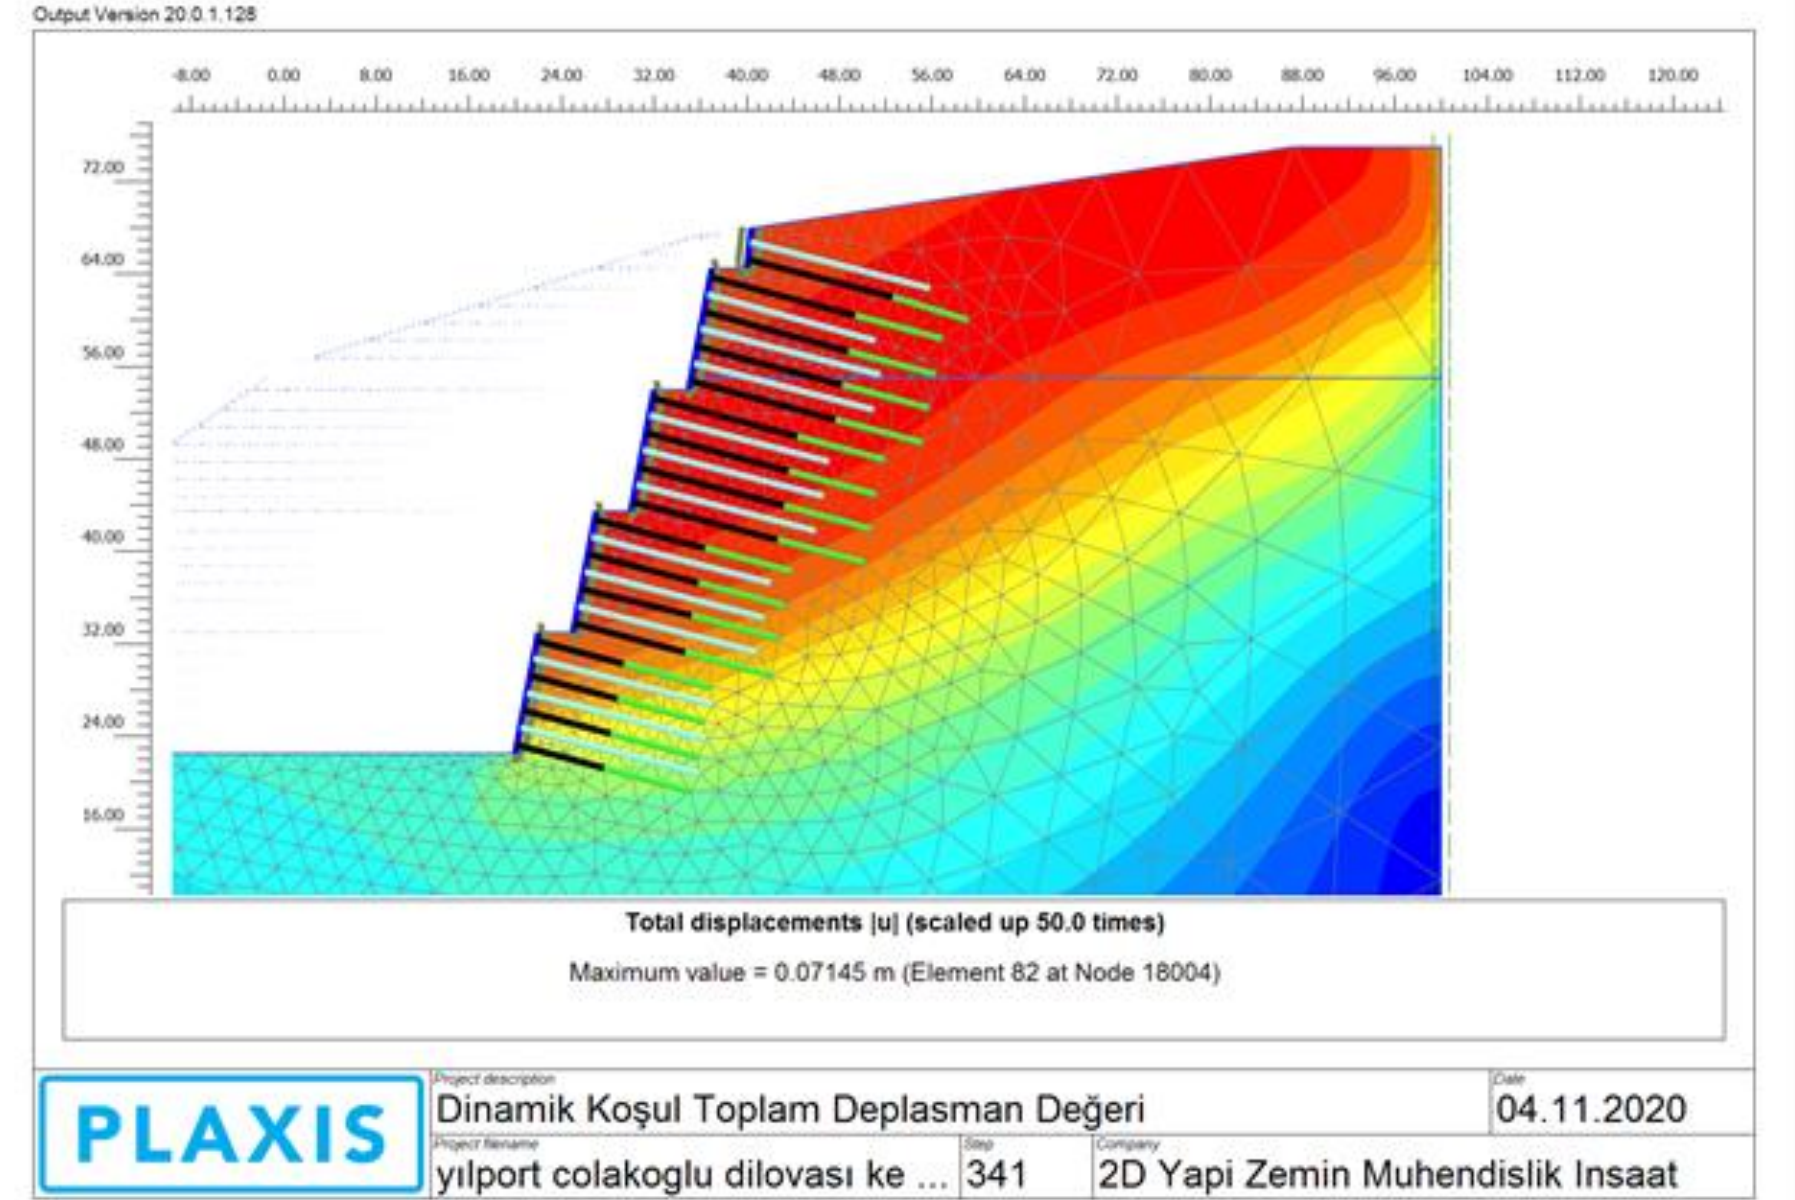 Output Version 20.0.1.128
-8.00 0.00 8.00 16.00 24.00 32.00 40.00 48.00 56.00 64.00 72.00 80.00 88.00 96.00 104.00 112.00 120.00
72.00
64.00
56.00
48.00
40.00
32.00
24.00
16.00
Total displacements |u| (scaled up 50.0 times)
Maximum value = 0.07145 m (Element 82 at Node 18004)
PLAXIS
Project description
Dinamik Koşul Toplam Deplasman Değeri
Date
04.11.2020
Project filename
yılport colakoglu dilovası ke ...
Step
341
Company
2D Yapi Zemin Muhendislik Insaat